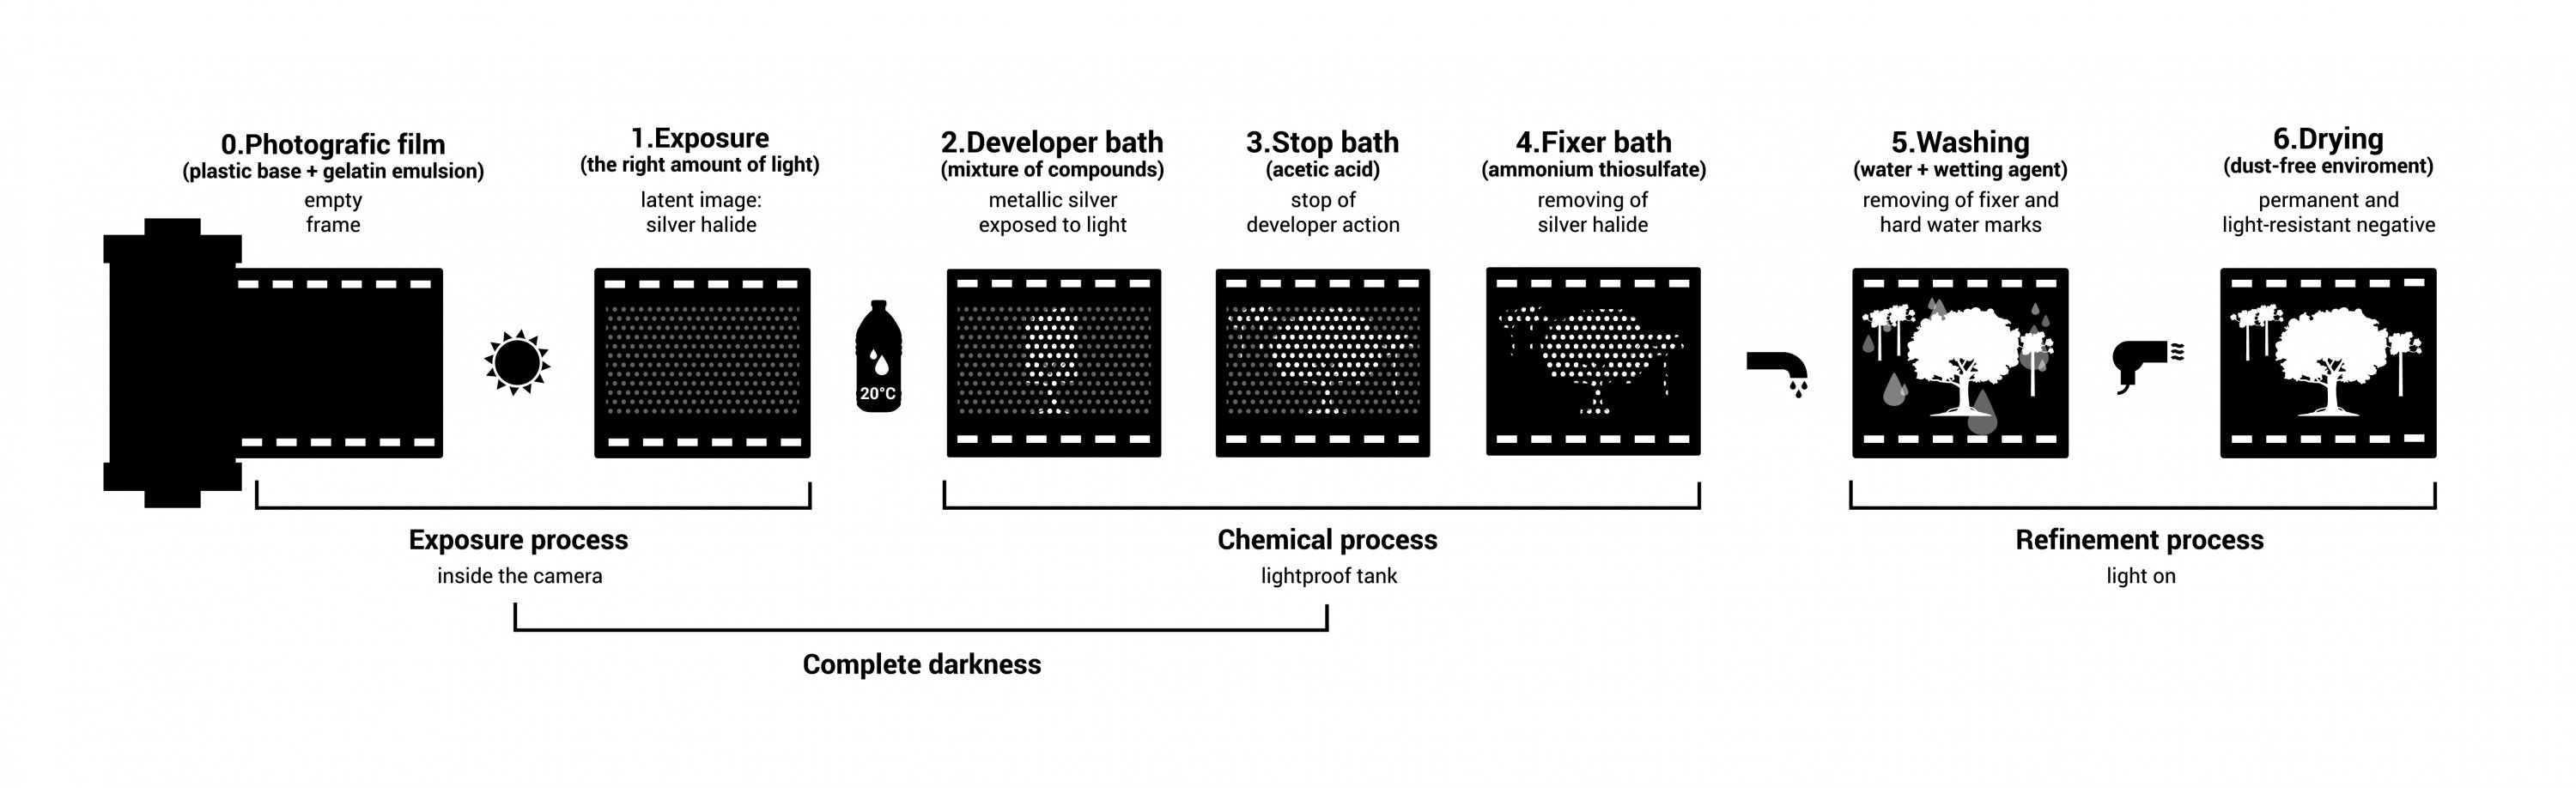 0.Photografic film
(plastic base + gelatin emulsion)
empty
frame
1.Exposure
(the right amount of light)
latent image:
silver halide
20°C
2.Developer bath
(mixture of compounds)
metallic silver
exposed to light
3.Stop bath
(acetic acid)
stop of
developer action
4.Fixer bath
(ammonium thiosulfate)
removing of
silver halide
5.Washing
(water + wetting agent)
removing of fixer and
hard water marks
6.Drying
(dust-free enviroment)
permanent and
light-resistant negative
Exposure process
inside the camera
Chemical process
lightproof tank
Refinement process
light on
Complete darkness